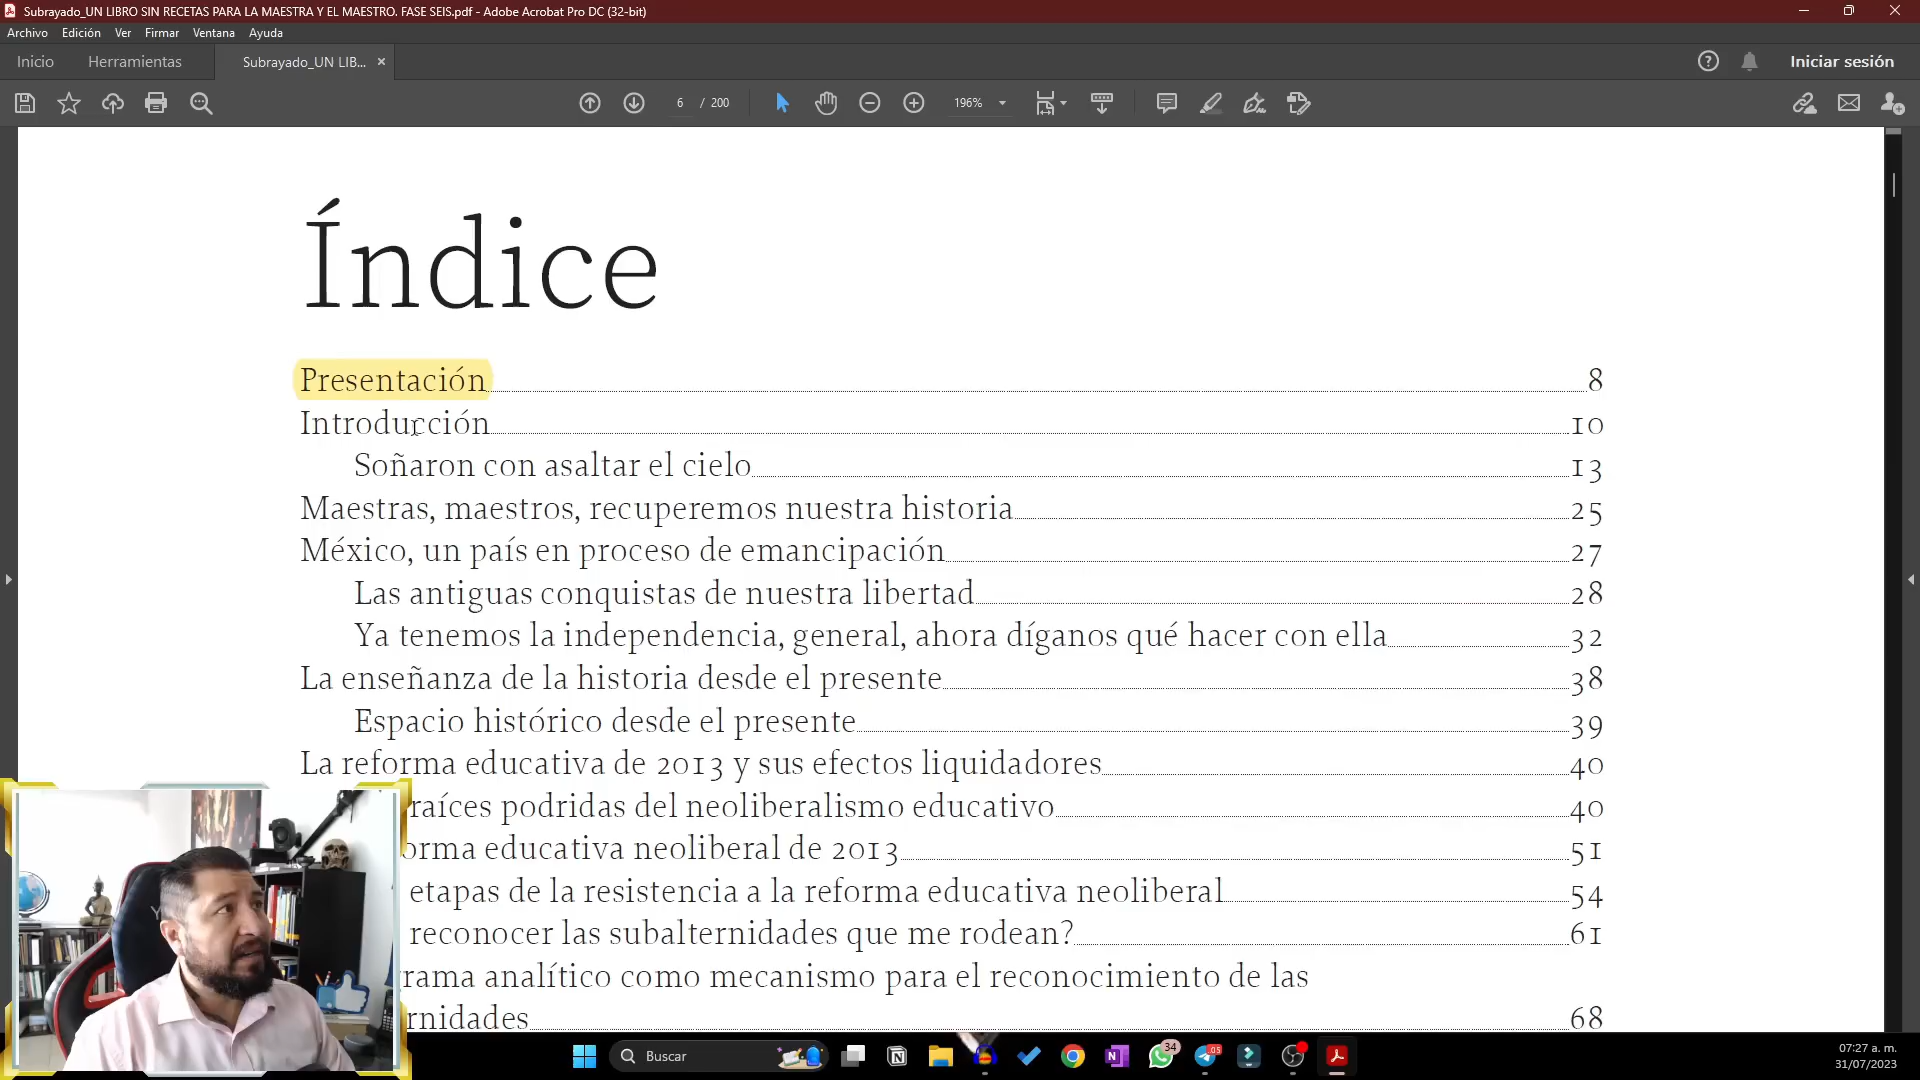 Subrayado_UN LIBRO SIN RECETAS PARA LA MAESTRA Y EL MAESTRO. FASE SEIS.pdf - Adobe Acrobat Pro DC (32-bit)
Archivo Edición Ver Firmar Ventana Ayuda
Inicio Herramientas Subrayado_UN LIB... Iniciar sesión
6 / 200 196%
Índice
Presentación 8
Introducción 10
Soñaron con asaltar el cielo 13
Maestras, maestros, recuperemos nuestra historia 25
México, un país en proceso de emancipación 27
Las antiguas conquistas de nuestra libertad 28
Ya tenemos la independencia, general, ahora díganos qué hacer con ella 32
La enseñanza de la historia desde el presente 38
Espacio histórico desde el presente 39
La reforma educativa de 2013 y sus efectos liquidadores 40
raíces podridas del neoliberalismo educativo 40
orma educativa neoliberal de 2013 51
etapas de la resistencia a la reforma educativa neoliberal 54
reconocer las subalternidades que me rodean? 61
rama analítico como mecanismo para el reconocimiento de las
rnidades 68
Buscar
34
.05
07:27 a. m.
31/07/2023